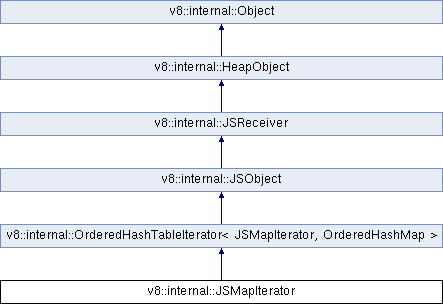 v8::internal::Object
v8::internal::HeapObject
v8::internal::JSReceiver
v8::internal::JSObject
v8::internal::OrderedHashTableIterator< JSMapIterator, OrderedHashMap >
v8::internal::JSMapIterator